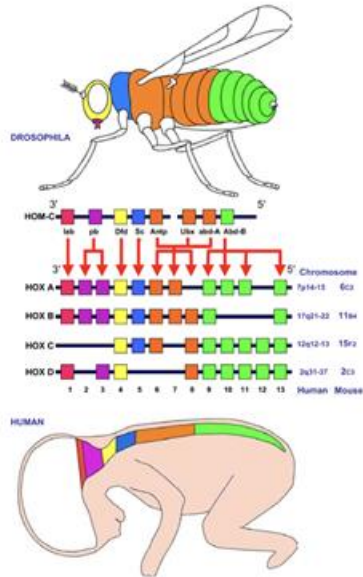 DROSOPHILA
3' 5'
HOM-C
lab pb Dfd Sc Antp Ubx abd-A Abd-B
3' 5' Chromosome
HOX A 7p14-15 6C3
HOX B 17q21-22 11B4
HOX C 12q12-13 15F2
HOX D 2q31-37 2C3
1 2 3 4 5 6 7 8 9 10 11 12 13 Human Mouse
HUMAN